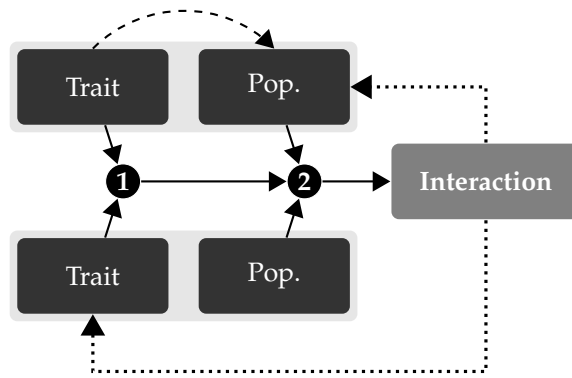 Trait
Pop.
1
2
Interaction
Trait
Pop.